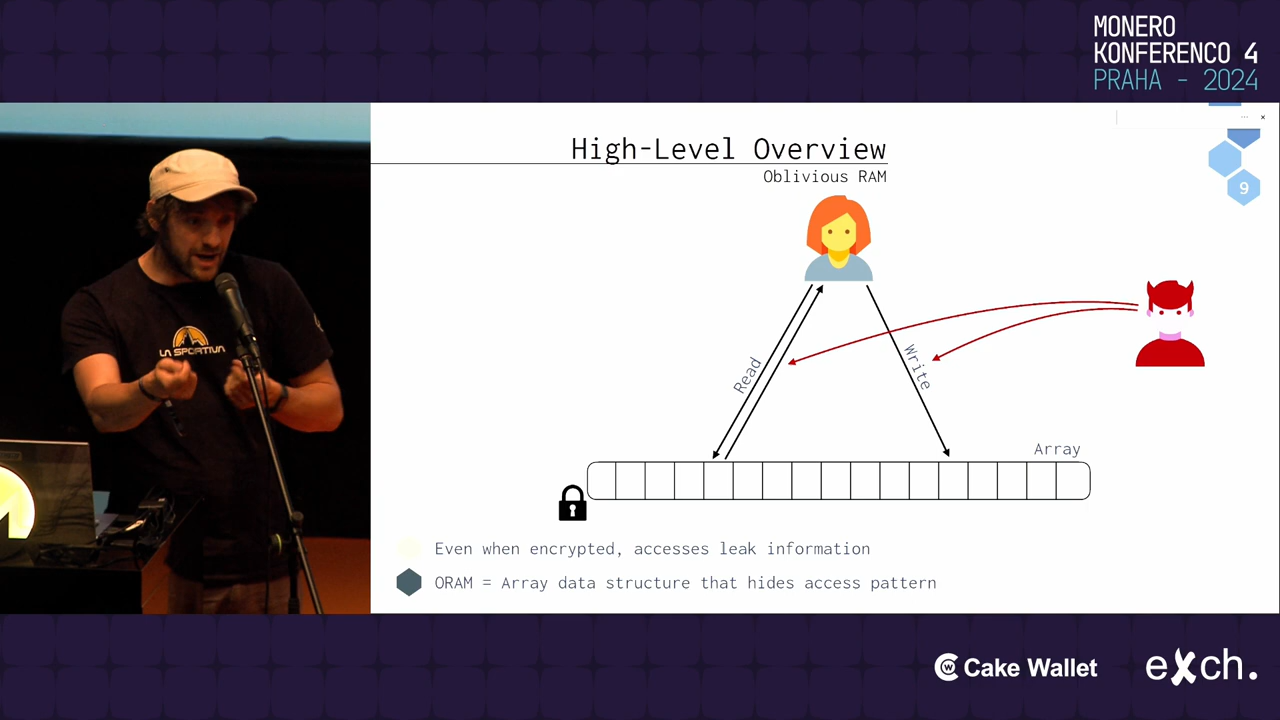 MONERO
KONFERENCO 4
PRAHA - 2024
High-Level Overview
Oblivious RAM
9
LA SPORTIVA
Read
Write
Array
Even when encrypted, accesses leak information
ORAM = Array data structure that hides access pattern
Cake Wallet
exch.